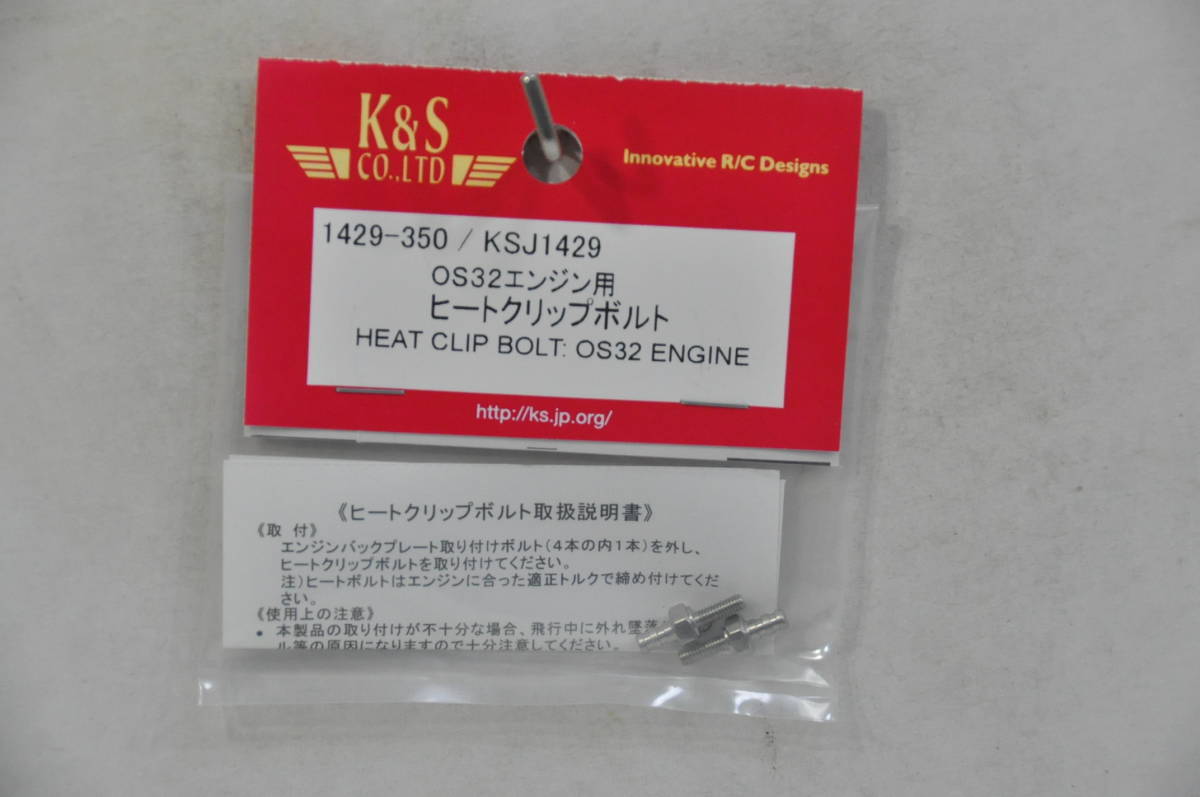 K&S
CO.,LTD
Innovative R/C Designs
1429-350 / KSJ1429
OS32エンジン用
ヒートクリップボルト
HEAT CLIP BOLT: OS32 ENGINE
http://ks.jp.org/
《ヒートクリップボルト取扱説明書》
《取 付》
エンジンバックプレート取り付けボルト(4本の内1本)を外し、
ヒートクリップボルトを取り付けてください。
注)ヒートボルトはエンジンに合った適正トルクで締め付けてくだ
さい。
《使用上の注意》
• 本製品の取り付けが不十分な場合、飛行中に外れ墜落
ル等の原因になりますので十分注意してください。